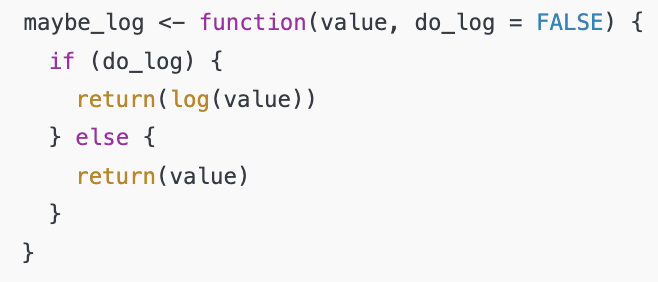 maybe_log <- function(value, do_log = FALSE) {
  if (do_log) {
    return(log(value))
  } else {
    return(value)
  }
}